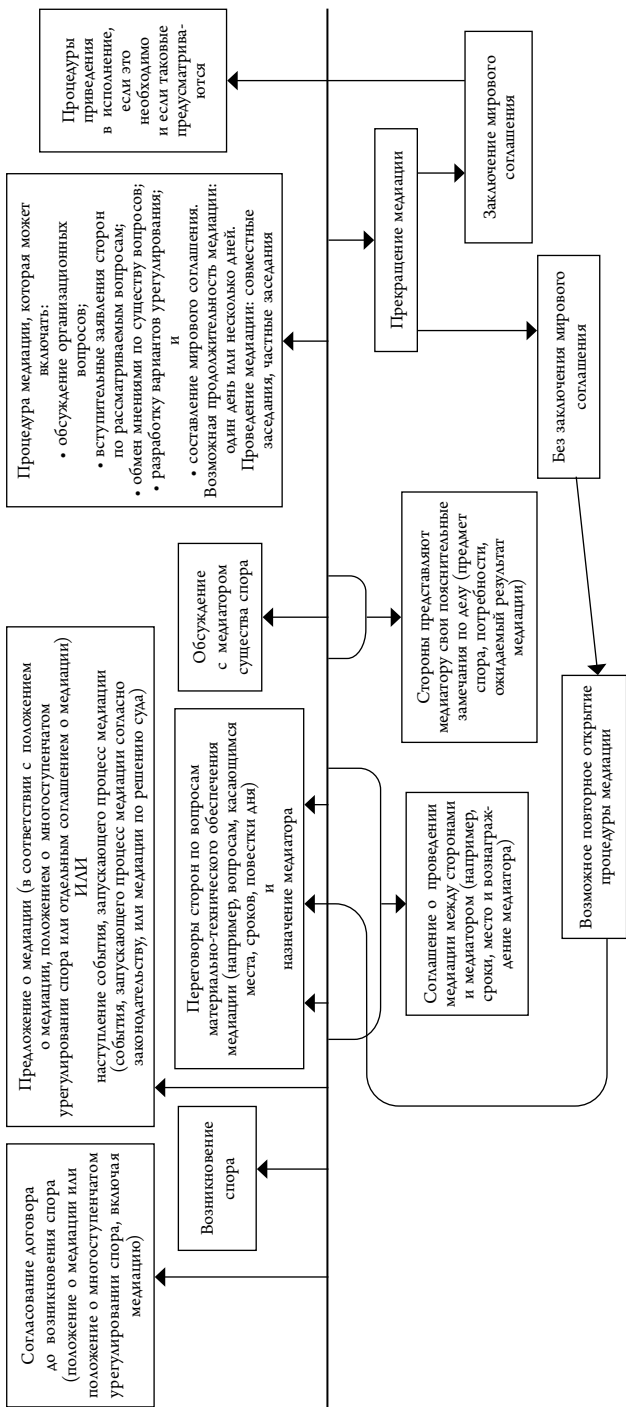 Согласование договора
до возникновения спора
(положение о медиации или
положение о многоступенчатом
урегулировании спора, включая
медиацию)
Возникновение
спора
Предложение о медиации (в соответствии с положением
о медиации, положением о многоступенчатом
урегулировании спора или отдельным соглашением о медиации)
ИЛИ
наступление события, запускающего процесс медиации
(события, запускающего процесс медиации согласно
законодательству, или медиации по решению суда)
Переговоры сторон по вопросам
материально-технического обеспечения
медиации (например, вопросам, касающимся
места, сроков, повестки дня)
и
назначение медиатора
Соглашение о проведении
медиации между сторонами
и медиатором (например,
сроки, место и вознаграж-
дение медиатора)
Обсуждение
с медиатором
существа спора
Стороны представляют
медиатору свои пояснительные
замечания по делу (предмет
спора, потребности,
ожидаемый результат
медиации)
Процедура медиации, которая может
включать:
• обсуждение организационных
вопросов;
• вступительные заявления сторон
по рассматриваемым вопросам;
• обмен мнениями по существу вопросов;
• разработку вариантов урегулирования;
и
• составление мирового соглашения.
Возможная продолжительность медиации:
один день или несколько дней.
Проведение медиации: совместные
заседания, частные заседания
Прекращение медиации
Заключение мирового
соглашения
Без заключения мирового
соглашения
Возможное повторное открытие
процедуры медиации
Процедуры
приведения
в исполнение,
если это
необходимо
и если таковые
предусматрива-
ются